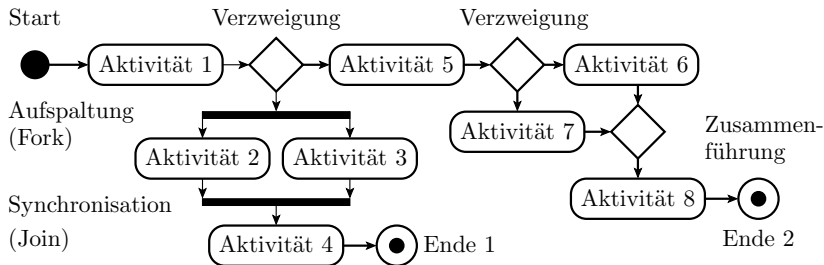 Start
Verzweigung
Verzweigung
Aktivität 1
Aktivität 5
Aktivität 6
Aufspaltung
(Fork)
Aktivität 7
Zusammen-
führung
Aktivität 2
Aktivität 3
Aktivität 8
Synchronisation
(Join)
Aktivität 4
Ende 1
Ende 2